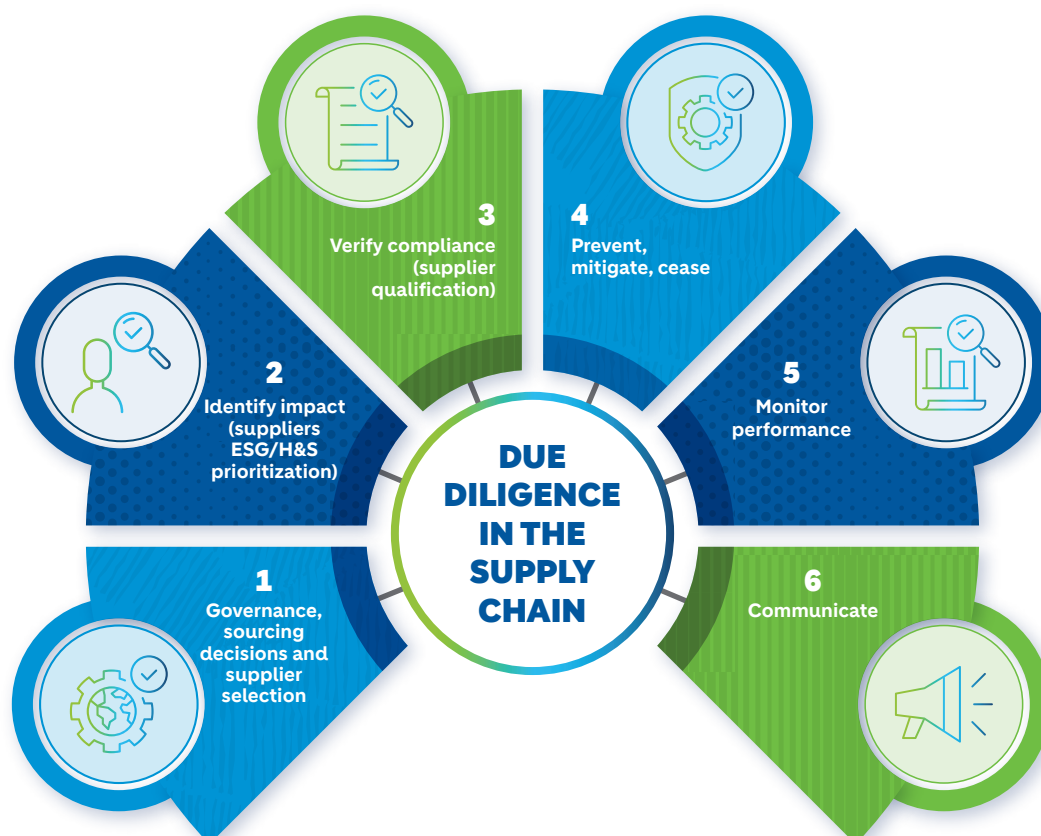 DUE
DILIGENCE
IN THE
SUPPLY
CHAIN
1
Governance,
sourcing
decisions and
supplier
selection
2
Identify impact
(suppliers
ESG/H&S
prioritization)
3
Verify compliance
(supplier
qualification)
4
Prevent,
mitigate, cease
5
Monitor
performance
6
Communicate